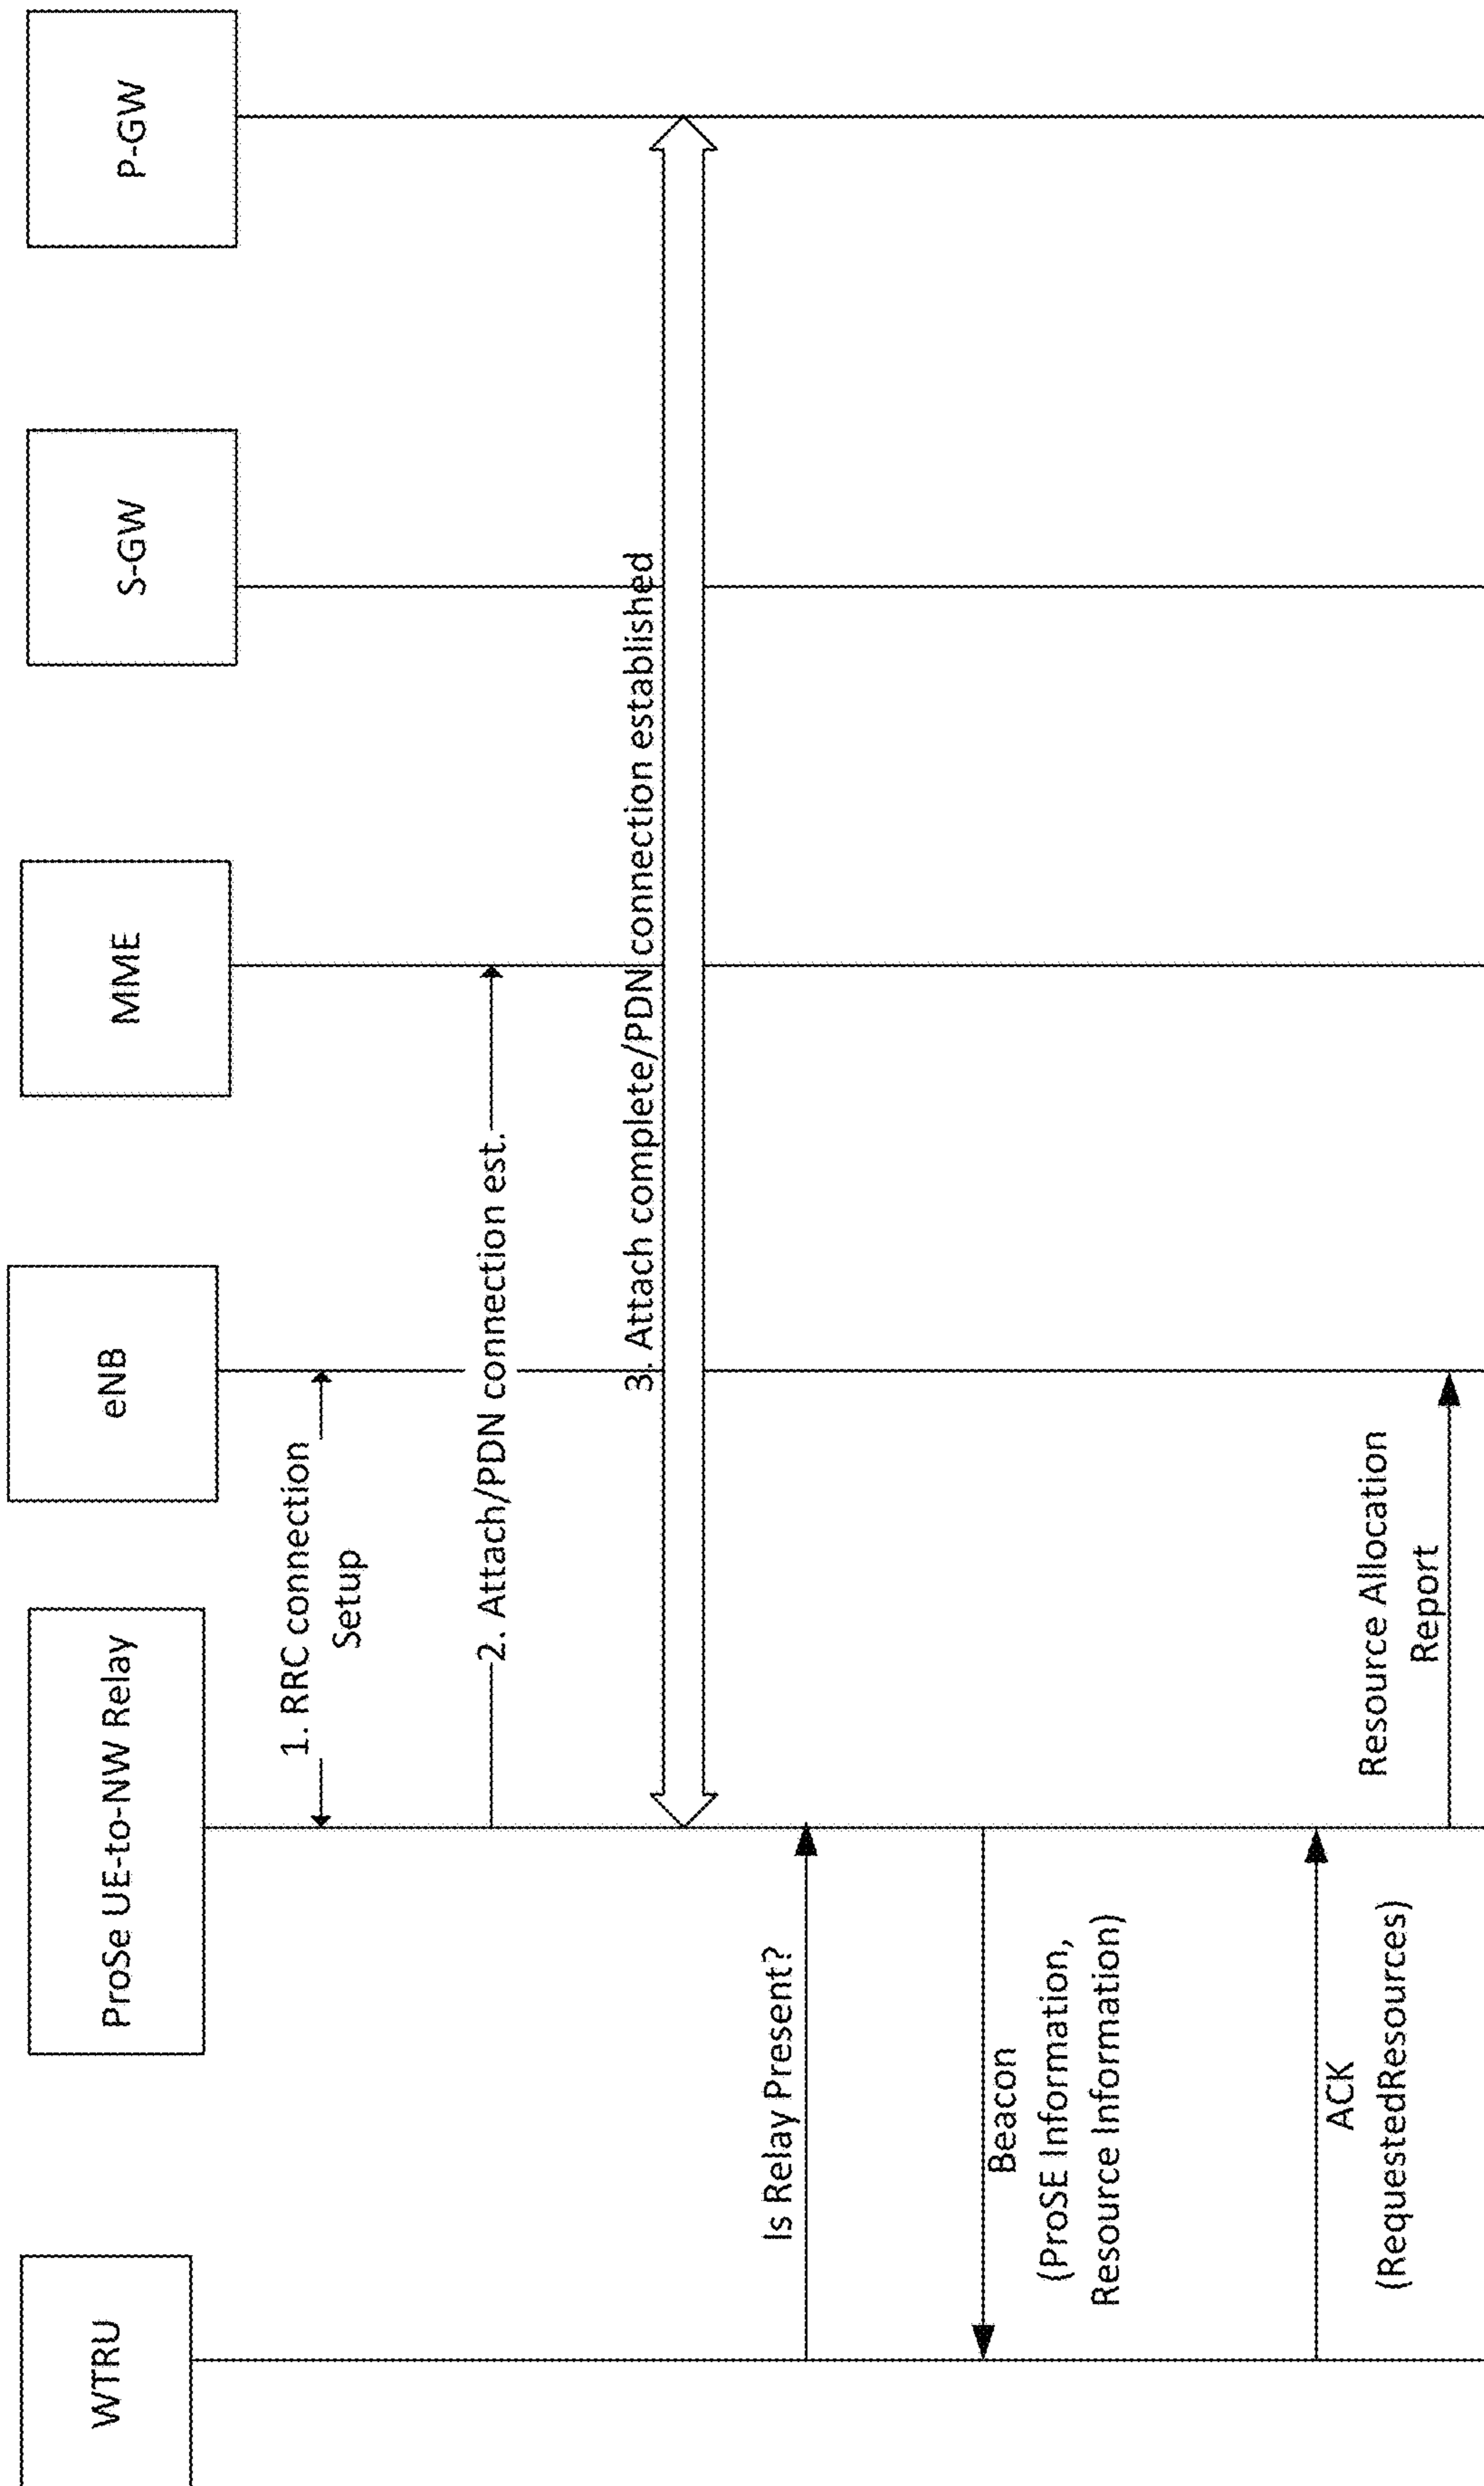 WTRU
ProSe UE-to-NW Relay
eNB
MME
S-GW
P-GW
1. RRC connection
Setup
2. Attach/PDN connection est.
3. Attach complete/PDN connection established
Is Relay Present?
Beacon
(ProSE Information,
Resource Information)
ACK
(RequestedResources)
Resource Allocation
Report